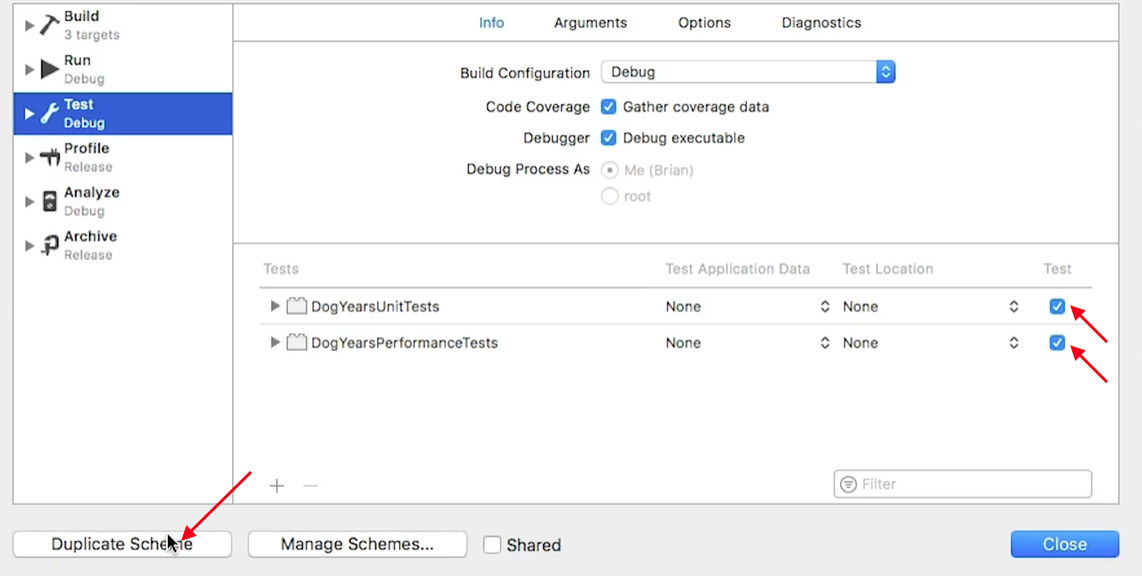 Build
3 targets
Run
Debug
Test
Debug
Profile
Release
Analyze
Debug
Archive
Release
Info Arguments Options Diagnostics
Build Configuration Debug
Code Coverage Gather coverage data
Debugger Debug executable
Debug Process As Me (Brian)
root
Tests Test Application Data Test Location Test
DogYearsUnitTests None None
DogYearsPerformanceTests None None
Filter
Duplicate Scheme Manage Schemes... Shared Close